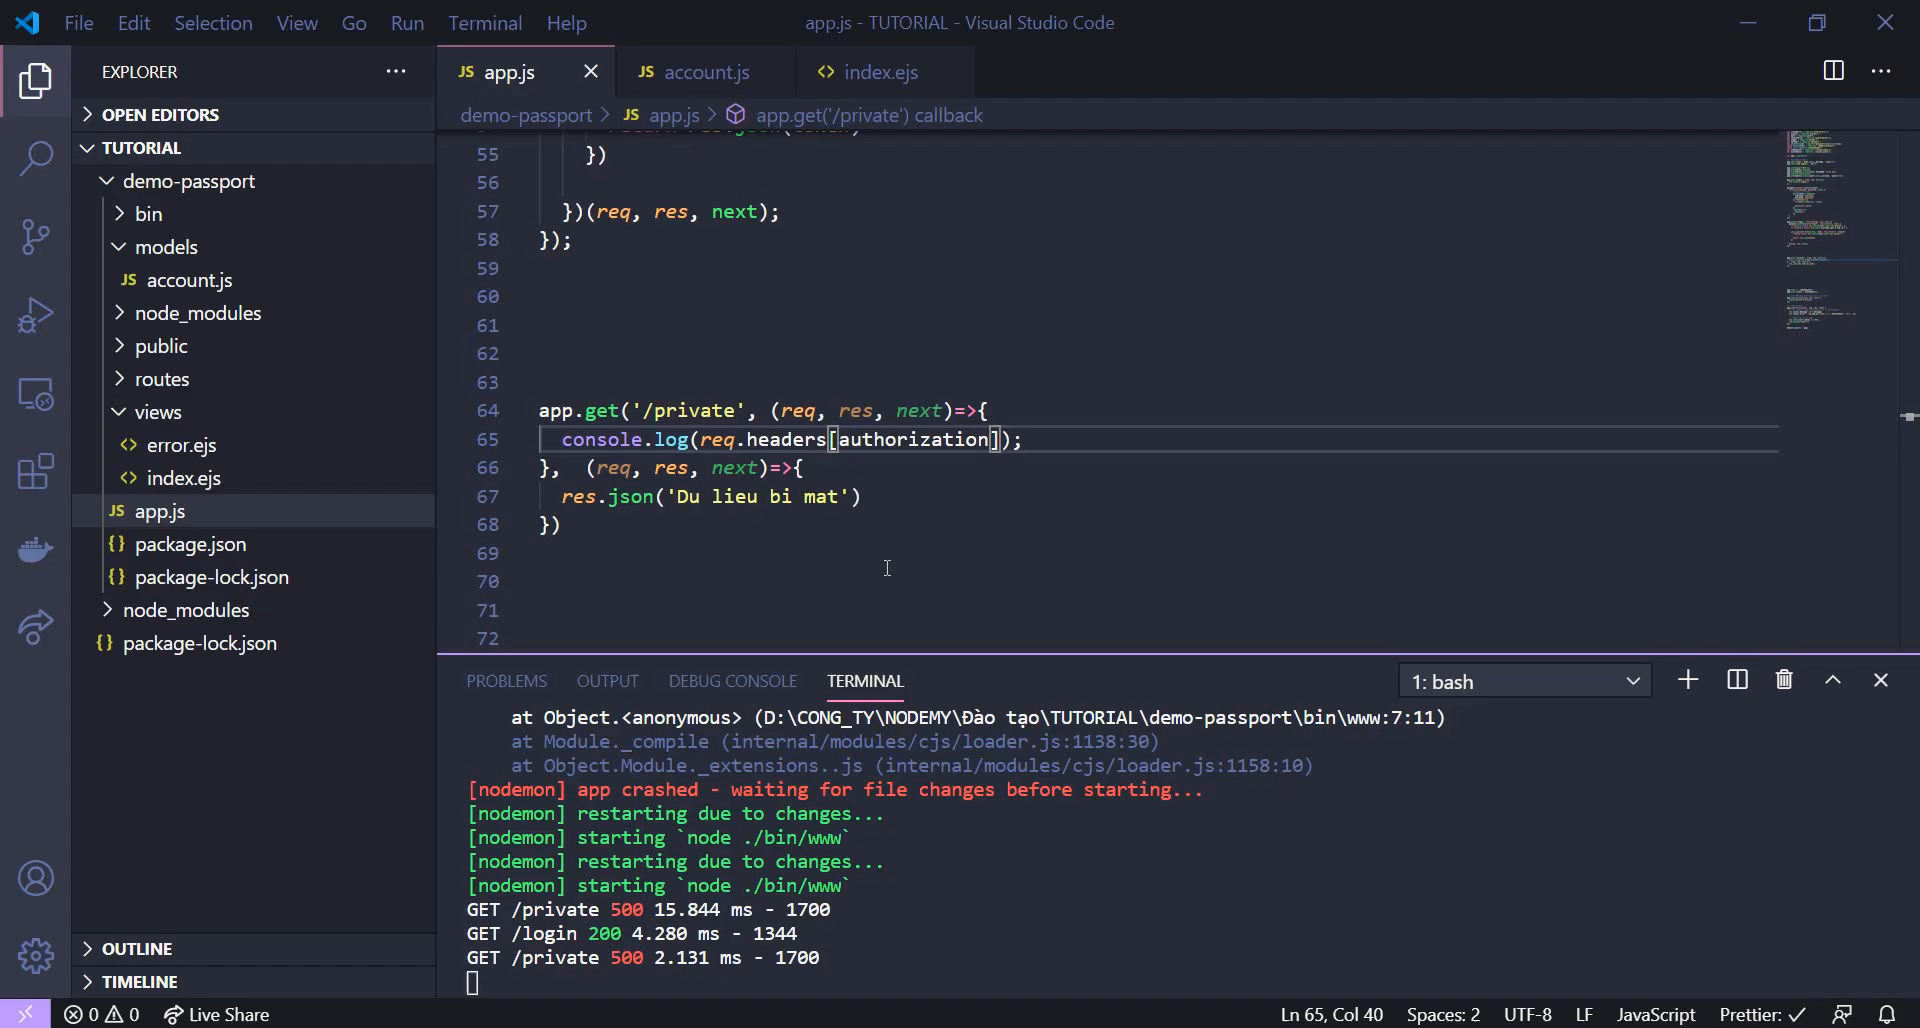 File Edit Selection View Go Run Terminal Help
app.js - TUTORIAL - Visual Studio Code
EXPLORER
OPEN EDITORS
TUTORIAL
demo-passport
bin
models
JS account.js
node_modules
public
routes
views
<> error.ejs
<> index.ejs
JS app.js
{} package.json
{} package-lock.json
node_modules
{} package-lock.json
OUTLINE
TIMELINE
JS app.js
JS account.js
<> index.ejs
demo-passport > JS app.js > app.get('/private') callback
55 })
56
57 })(req, res, next);
58 });
59
60
61
62
63
64 app.get('/private', (req, res, next)=>{
65 console.log(req.headers[authorization]);
66 }, (req, res, next)=>{
67 res.json('Du lieu bi mat')
68 })
69
70
71
72
PROBLEMS OUTPUT DEBUG CONSOLE TERMINAL
1: bash
at Object.<anonymous> (D:\CONG_TY\NODEMY\Đào tạo\TUTORIAL\demo-passport\bin\www:7:11)
at Module._compile (internal/modules/cjs/loader.js:1138:30)
at Object.Module._extensions..js (internal/modules/cjs/loader.js:1158:10)
[nodemon] app crashed - waiting for file changes before starting...
[nodemon] restarting due to changes...
[nodemon] starting `node ./bin/www`
[nodemon] restarting due to changes...
[nodemon] starting `node ./bin/www`
GET /private 500 15.844 ms - 1700
GET /login 200 4.280 ms - 1344
GET /private 500 2.131 ms - 1700
0 0 Live Share
Ln 65, Col 40 Spaces: 2 UTF-8 LF JavaScript Prettier: ✓